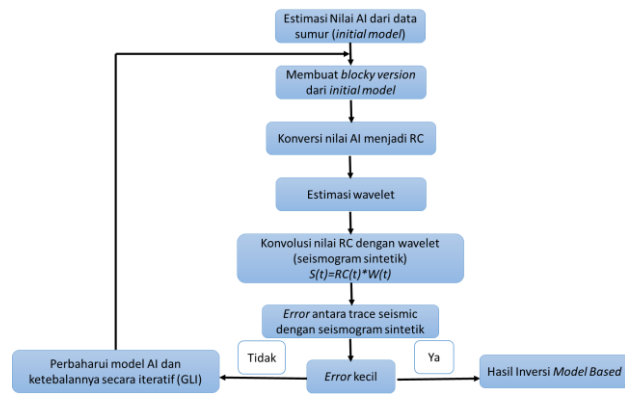 Estimasi Nilai AI dari data
sumur (initial model)
Membuat blocky version
dari initial model
Konversi nilai AI menjadi RC
Estimasi wavelet
Konvolusi nilai RC dengan wavelet
(seismogram sintetik)
S(t)=RC(t)*W(t)
Error antara trace seismic
dengan seismogram sintetik
Tidak
Ya
Perbaharui model AI dan
ketebalannya secara iteratif (GLI)
Error kecil
Hasil Inversi Model Based